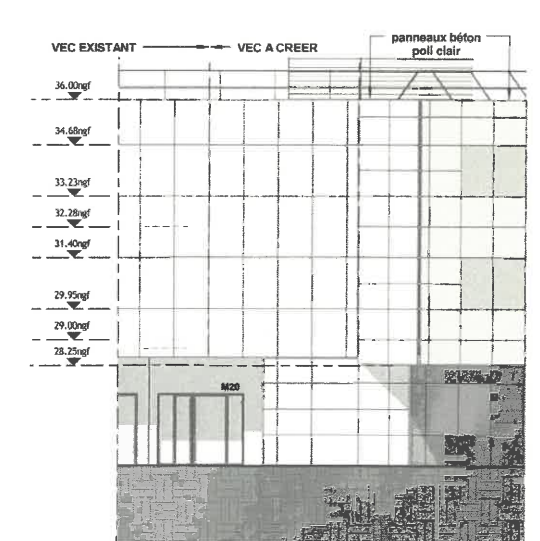 panneaux béton
poli clair
VEC EXISTANT
VEC A CREER
36.00ngf
34.68ngf
33.23ngf
32.28ngf
31.40ngf
29.95ngf
29.00ngf
28.25ngf
M20